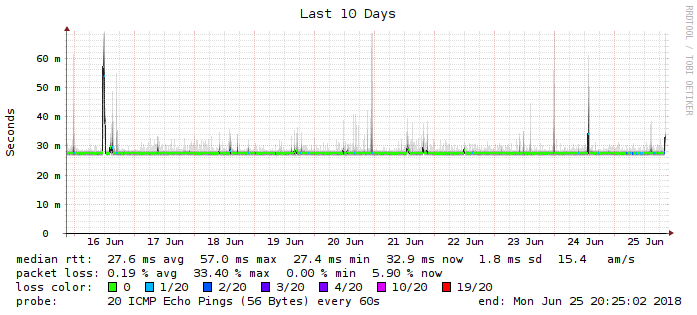 Last 10 Days
RRDTOOL / TOBI OETIKER
Seconds
60 m
50 m
40 m
30 m
20 m
10 m
0
16 Jun 17 Jun 18 Jun 19 Jun 20 Jun 21 Jun 22 Jun 23 Jun 24 Jun 25 Jun
median rtt: 27.6 ms avg 57.0 ms max 27.4 ms min 32.9 ms now 1.8 ms sd 15.4 am/s
packet loss: 0.19 % avg 33.40 % max 0.00 % min 5.90 % now
loss color: 0 1/20 2/20 3/20 4/20 10/20 19/20
probe: 20 ICMP Echo Pings (56 Bytes) every 60s end: Mon Jun 25 20:25:02 2018